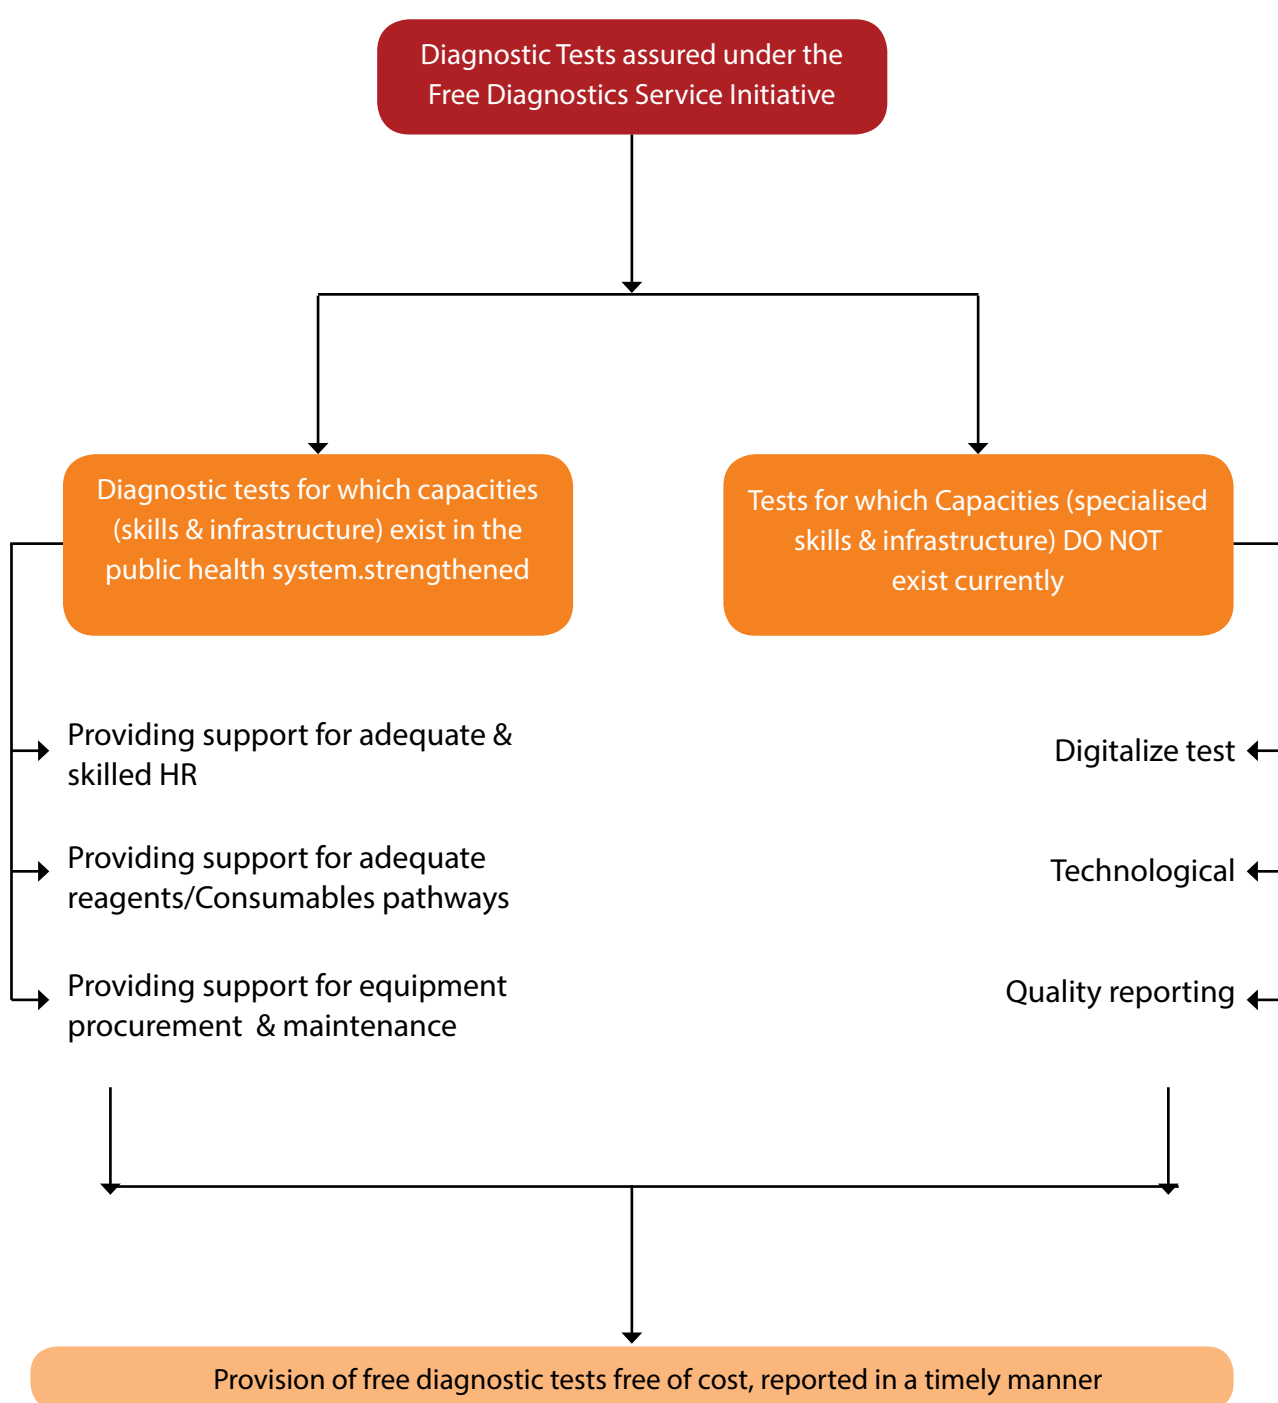 Diagnostic Tests assured under the
Free Diagnostics Service Initiative
Diagnostic tests for which capacities
(skills & infrastructure) exist in the
public health system.strengthened
Tests for which Capacities (specialised
skills & infrastructure) DO NOT
exist currently
Providing support for adequate &
skilled HR
Providing support for adequate
reagents/Consumables pathways
Providing support for equipment
procurement & maintenance
Digitalize test
Technological
Quality reporting
Provision of free diagnostic tests free of cost, reported in a timely manner